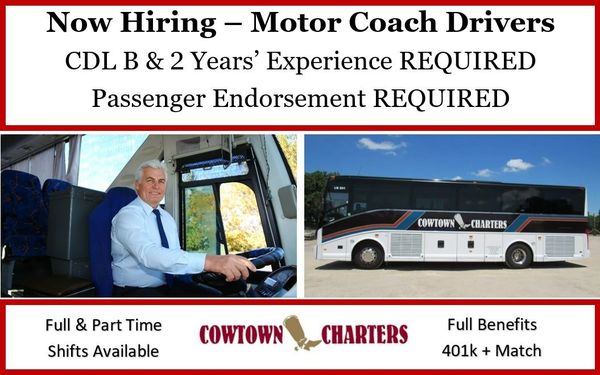 Now Hiring – Motor Coach Drivers
CDL B & 2 Years’ Experience REQUIRED
Passenger Endorsement REQUIRED
COWTOWN CHARTERS
Full & Part Time
Shifts Available
COWTOWN CHARTERS
Full Benefits
401k + Match